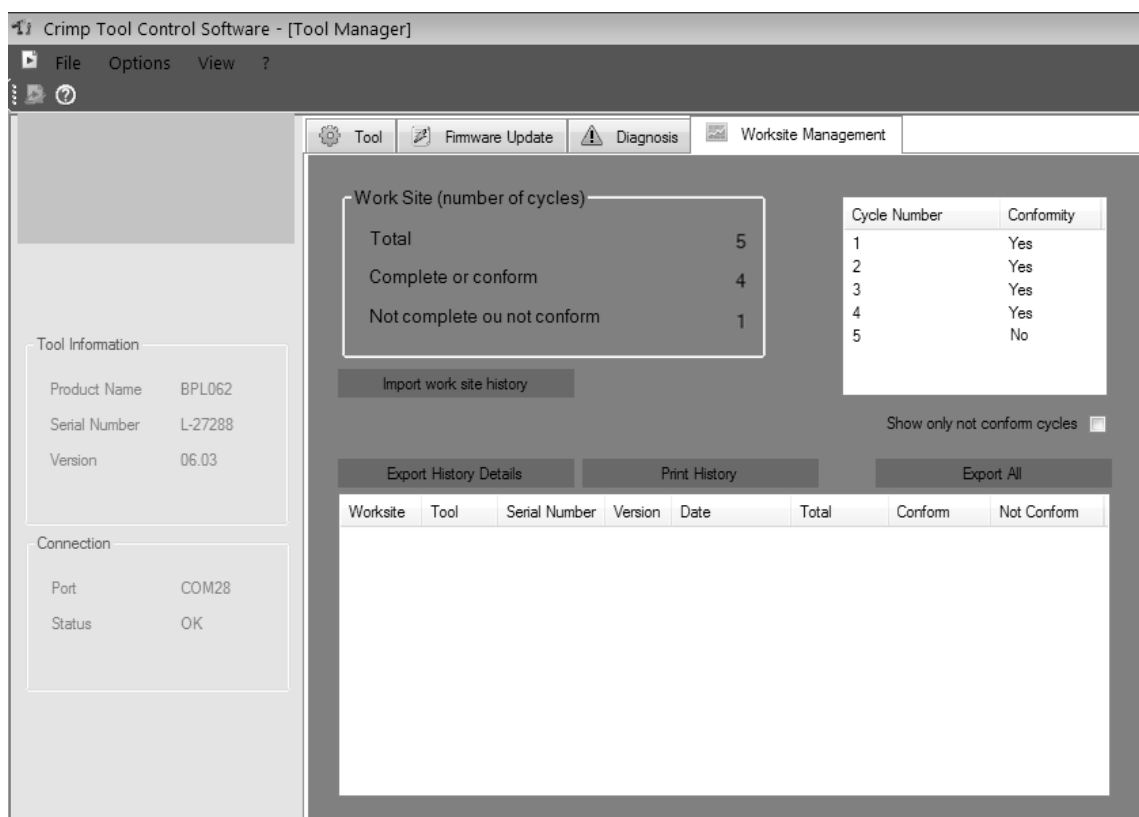 Crimp Tool Control Software - [Tool Manager]
File Options View ?
Tool Firmware Update Diagnosis Worksite Management
Work Site (number of cycles)
Total 5
Complete or conform 4
Not complete ou not conform 1
Cycle Number Conformity
1 Yes
2 Yes
3 Yes
4 Yes
5 No
Tool Information
Product Name BPL062
Serial Number L-27288
Version 06.03
Import work site history
Show only not conform cycles
Export History Details Print History Export All
Worksite Tool Serial Number Version Date Total Conform Not Conform
Connection
Port COM28
Status OK